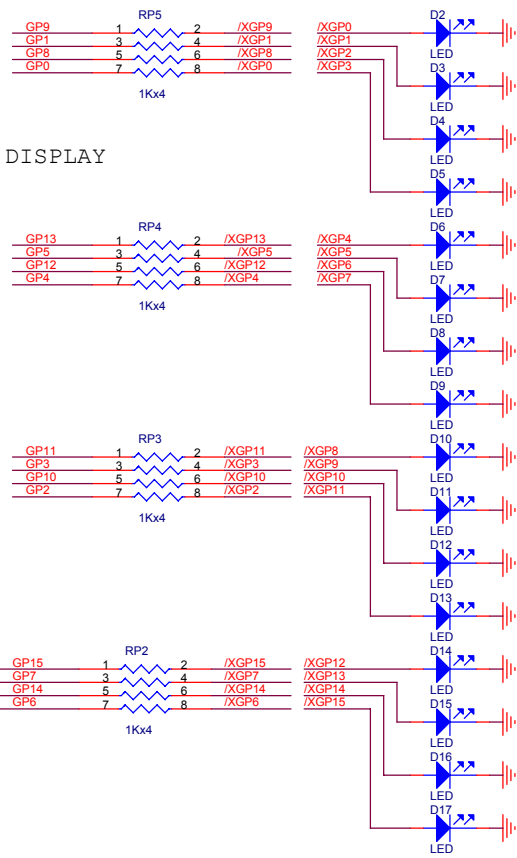 RP5 D2
GP9 1 2 /XGP9 /XGP0
GP1 3 4 /XGP1 /XGP1
GP8 5 6 /XGP8 /XGP2
GP0 7 8 /XGP0 /XGP3
1Kx4
LED
D3
LED
D4
LED
D5
LED
DISPLAY
RP4 D6
GP13 1 2 /XGP13 /XGP4
GP5 3 4 /XGP5 /XGP5
GP12 5 6 /XGP12 /XGP6
GP4 7 8 /XGP4 /XGP7
1Kx4
LED
D7
LED
D8
LED
D9
LED
RP3 D10
GP11 1 2 /XGP11 /XGP8
GP3 3 4 /XGP3 /XGP9
GP10 5 6 /XGP10 /XGP10
GP2 7 8 /XGP2 /XGP11
1Kx4
LED
D11
LED
D12
LED
D13
LED
RP2 D14
GP15 1 2 /XGP15 /XGP12
GP7 3 4 /XGP7 /XGP13
GP14 5 6 /XGP14 /XGP14
GP6 7 8 /XGP6 /XGP15
1Kx4
LED
D15
LED
D16
LED
D17
LED